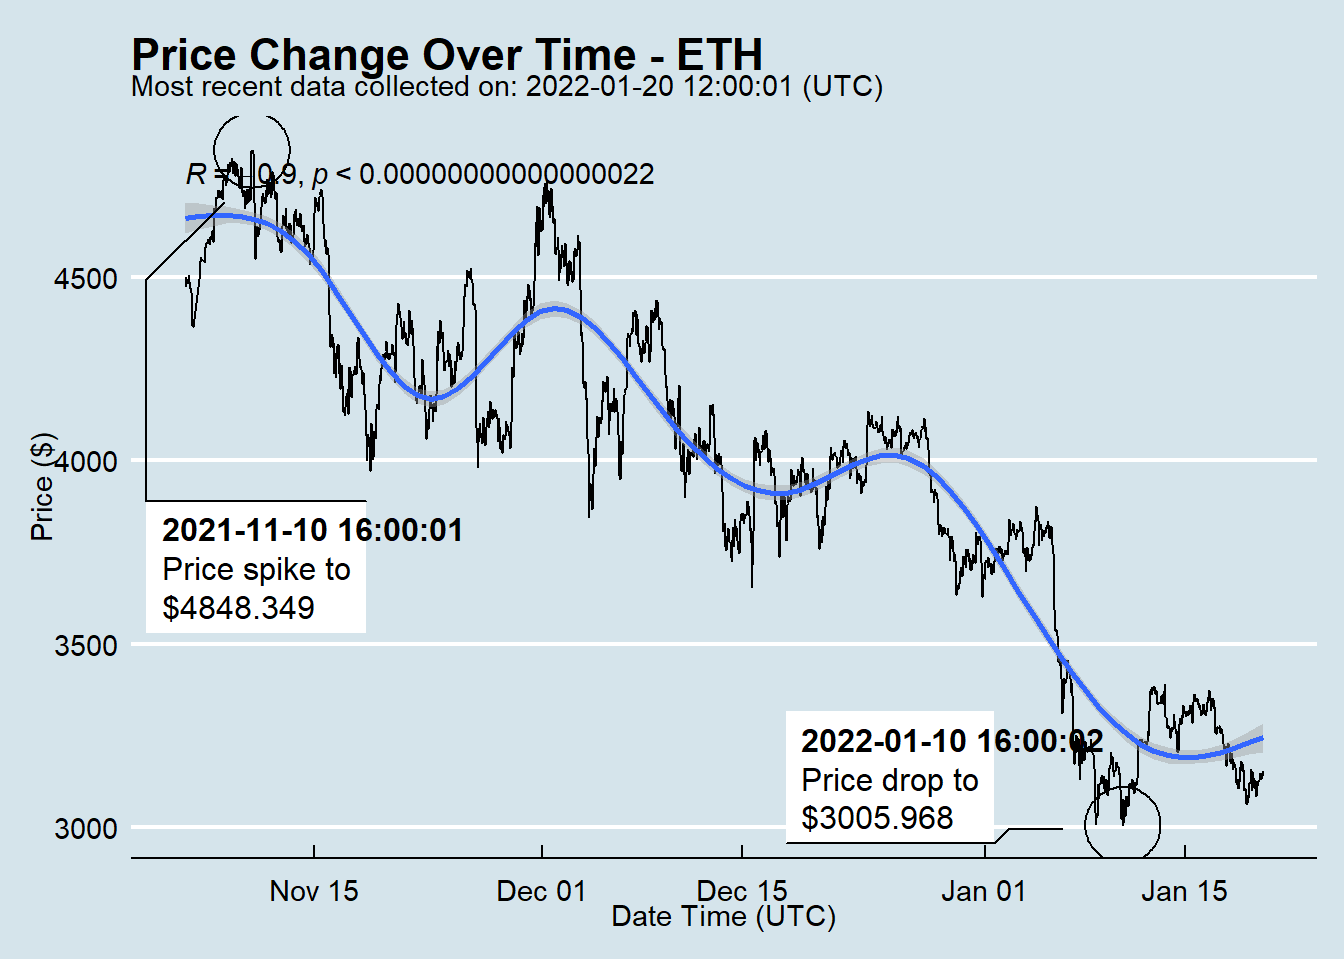 Price Change Over Time - ETH
Most recent data collected on: 2022-01-20 12:00:01 (UTC)
R = −0.9, p < 0.00000000000000022
4500
4000
3500
3000
Price ($)
2021-11-10 16:00:01
Price spike to
$4848.349
2022-01-10 16:00:02
Price drop to
$3005.968
Nov 15
Dec 01
Dec 15
Jan 01
Jan 15
Date Time (UTC)